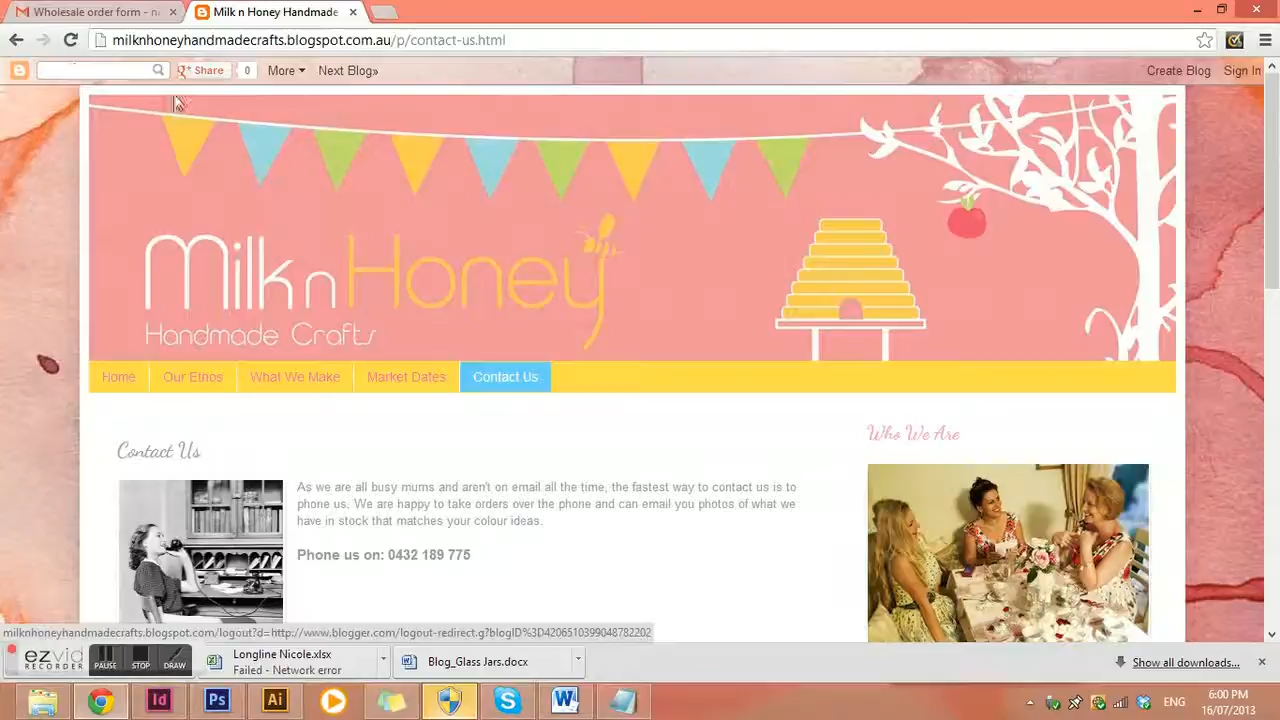 Wholesale order form - n
Milk n Honey Handmade
milknhoneyhandmadecrafts.blogspot.com.au/p/contact-us.html
Share 0 More Next Blog» Create Blog Sign In
Milk n Honey
Handmade Crafts
Home Our Etnos What We Make Market Dates Contact Us
Contact Us
Who We Are
As we are all busy mums and aren't on email all the time, the fastest way to contact us is to
phone us. We are happy to take orders over the phone and can email you photos of what we
have in stock that matches your colour ideas.
Phone us on: 0432 189 775
milknhoneyhandmadecrafts.blogspot.com/logout?d=http://www.blogger.com/logout-redirect.g?blogID%3D4206510399048782202
ezvid RECORDER PAUSE STOP DRAW
Longline Nicole.xlsx
Failed - Network error
Blog_Glass Jars.docx
Show all downloads...
Id Ps Ai
ENG
6:00 PM
16/07/2013